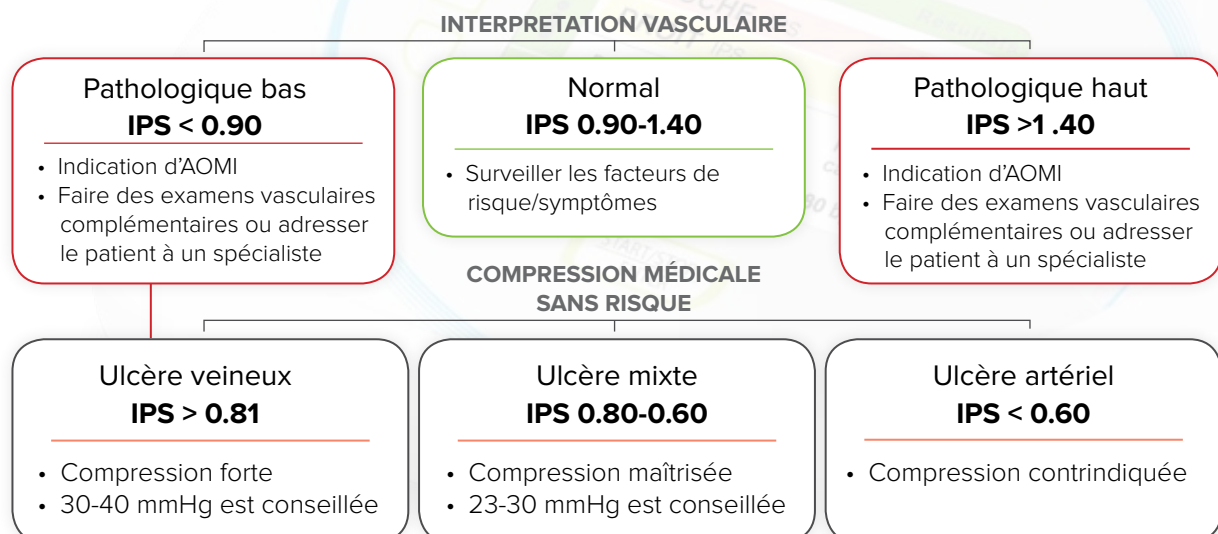 INTERPRETATION VASCULAIRE
Pathologique bas
IPS < 0.90
• Indication d'AOMI
• Faire des examens vasculaires
complémentaires ou adresser
le patient à un spécialiste
Normal
IPS 0.90-1.40
• Surveiller les facteurs de
risque/symptômes
Pathologique haut
IPS >1 .40
• Indication d'AOMI
• Faire des examens vasculaires
complémentaires ou adresser
le patient à un spécialiste
COMPRESSION MÉDICALE
SANS RISQUE
Ulcère veineux
IPS > 0.81
• Compression forte
• 30-40 mmHg est conseillée
Ulcère mixte
IPS 0.80-0.60
• Compression maîtrisée
• 23-30 mmHg est conseillée
Ulcère artériel
IPS < 0.60
• Compression contrindiquée